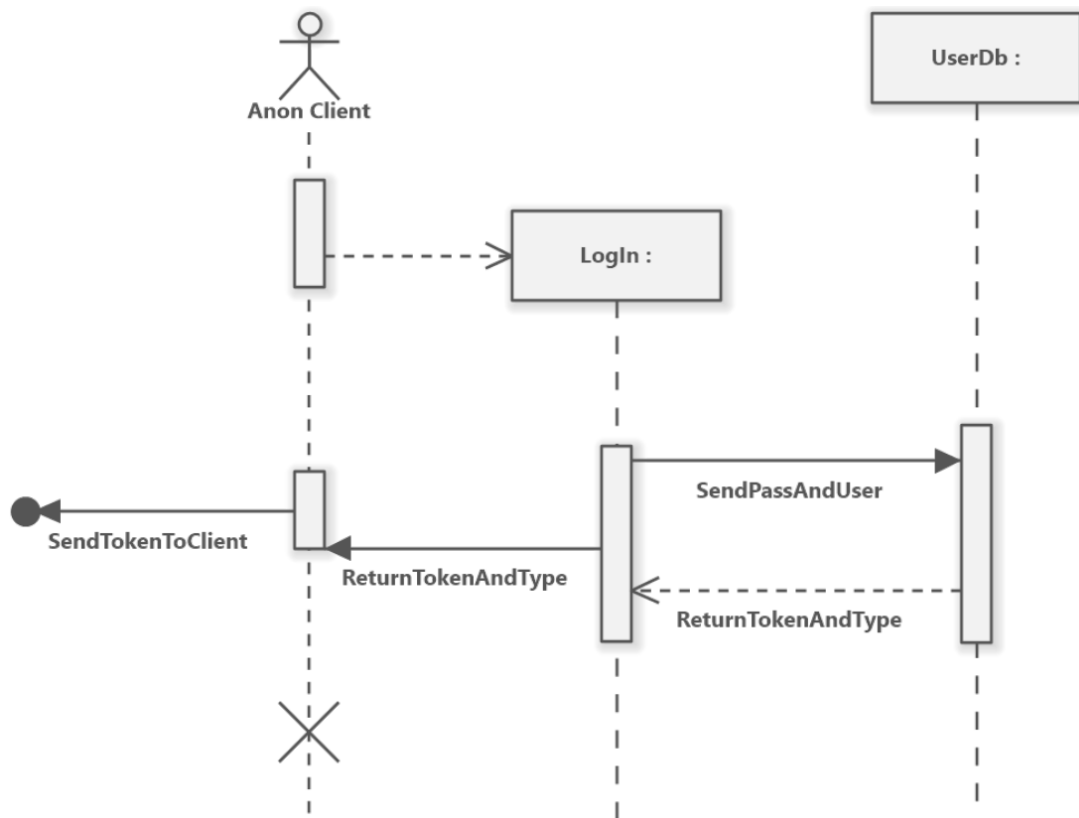 UserDb :
Anon Client
LogIn :
SendPassAndUser
SendTokenToClient
ReturnTokenAndType
ReturnTokenAndType